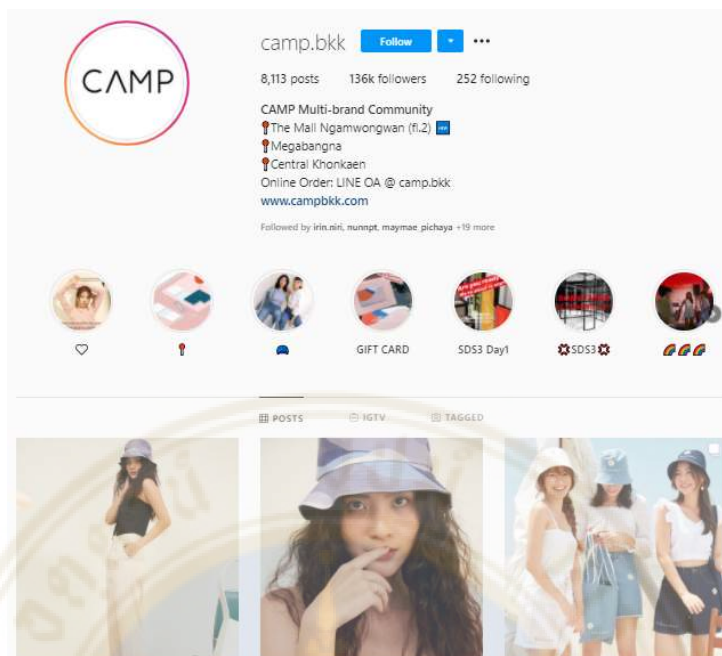 CAMP
camp.bkk Follow
8,113 posts 136k followers 252 following
CAMP Multi-brand Community
📍The Mall Ngamwongwan (fl.2)
📍Megabangna
📍Central Khonkaen
Online Order: LINE OA @ camp.bkk
www.campbkk.com
Followed by irin.niri, nunnpt, maymae_pichaya +19 more
GIFT CARD SDS3 Day1 SDS3
POSTS IGTV TAGGED